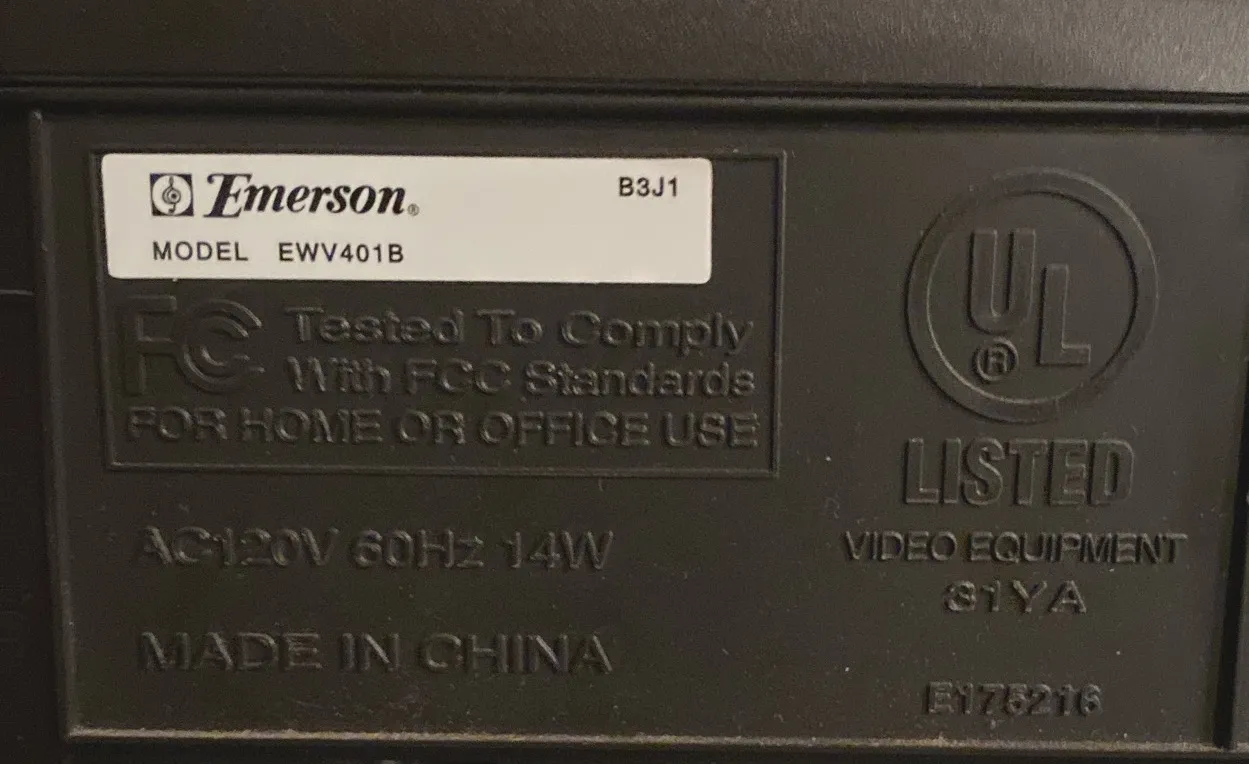 Emerson®
B3J1
MODEL EWV401B
FC Tested To Comply
With FCC Standards
FOR HOME OR OFFICE USE
AC120V 60Hz 14W
MADE IN CHINA
UL®
LISTED
VIDEO EQUIPMENT
31YA
E175216